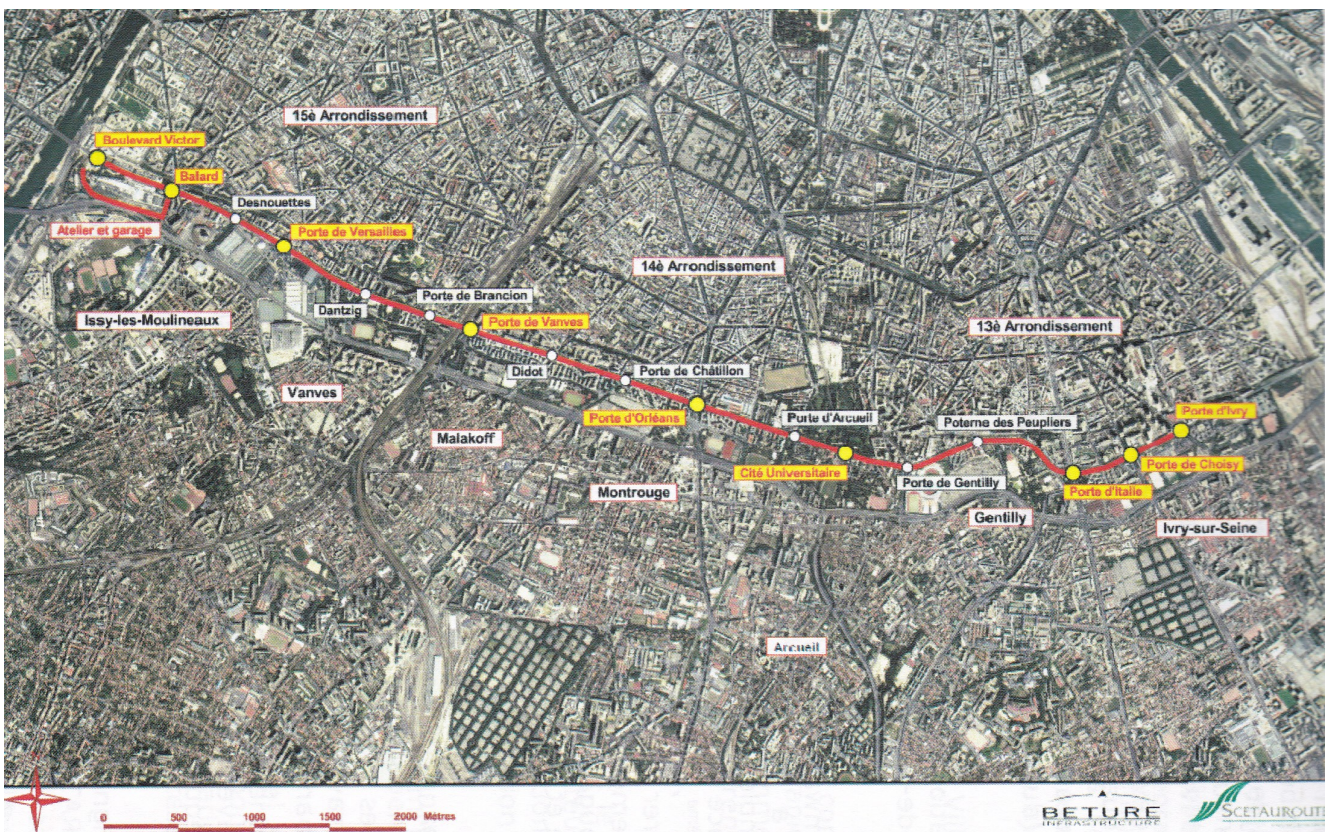 15è Arrondissement
Boulevard Victor
Balard
Desnouettes
Atelier et garage
Porte de Versailles
14è Arrondissement
Porte de Brancion
Dantzig
Issy-les-Moulineaux
Porte de Vanves
13è Arrondissement
Didot
Porte de Châtillon
Vanves
Porte d'Orléans
Porte d'Arcueil
Poterne des Peupliers
Porte d'Ivry
Malakoff
Cité Universitaire
Porte de Gentilly
Porte de Choisy
Porte d'Italie
Montrouge
Gentilly
Ivry-sur-Seine
Arcueil
0 500 1000 1500 2000 Mètres
BETURE
INFRASTRUCTURE
SCETAUROUTE